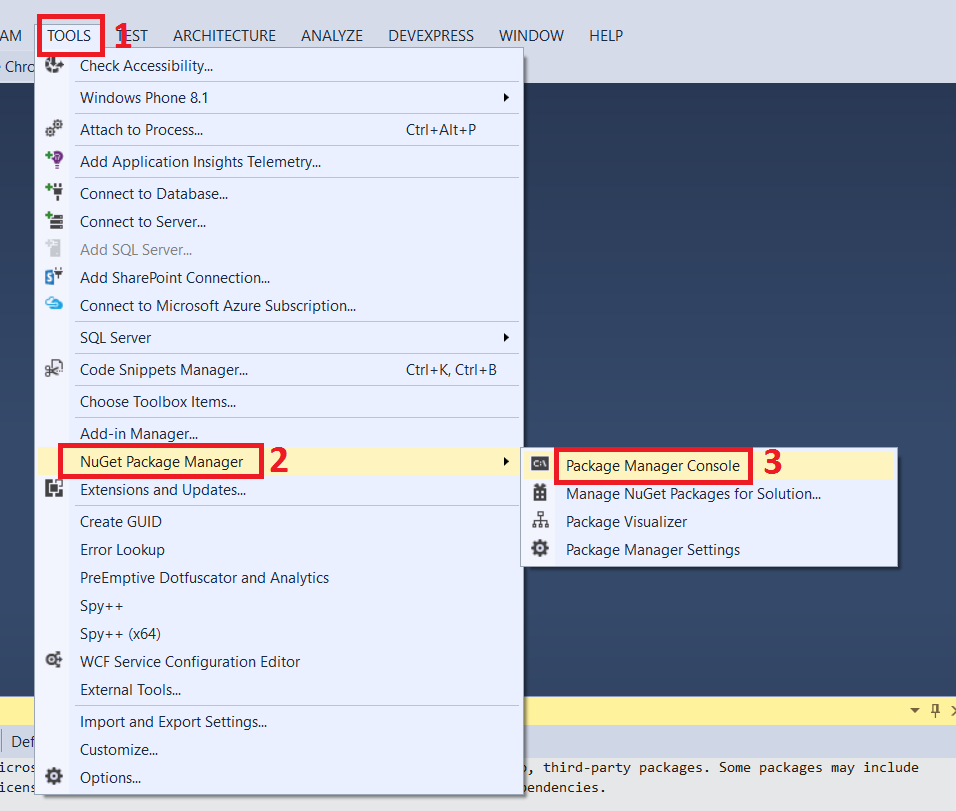 AM TOOLS 1 TEST ARCHITECTURE ANALYZE DEVEXPRESS WINDOW HELP
Chro
Check Accessibility...
Windows Phone 8.1
Attach to Process... Ctrl+Alt+P
Add Application Insights Telemetry...
Connect to Database...
Connect to Server...
Add SQL Server...
Add SharePoint Connection...
Connect to Microsoft Azure Subscription...
SQL Server
Code Snippets Manager... Ctrl+K, Ctrl+B
Choose Toolbox Items...
Add-in Manager...
NuGet Package Manager 2
Extensions and Updates...
Create GUID
Error Lookup
PreEmptive Dotfuscator and Analytics
Spy++
Spy++ (x64)
WCF Service Configuration Editor
External Tools...
Import and Export Settings...
Customize...
Options...
Package Manager Console 3
Manage NuGet Packages for Solution...
Package Visualizer
Package Manager Settings
Def
icros , third-party packages. Some packages may include
icens endencies.